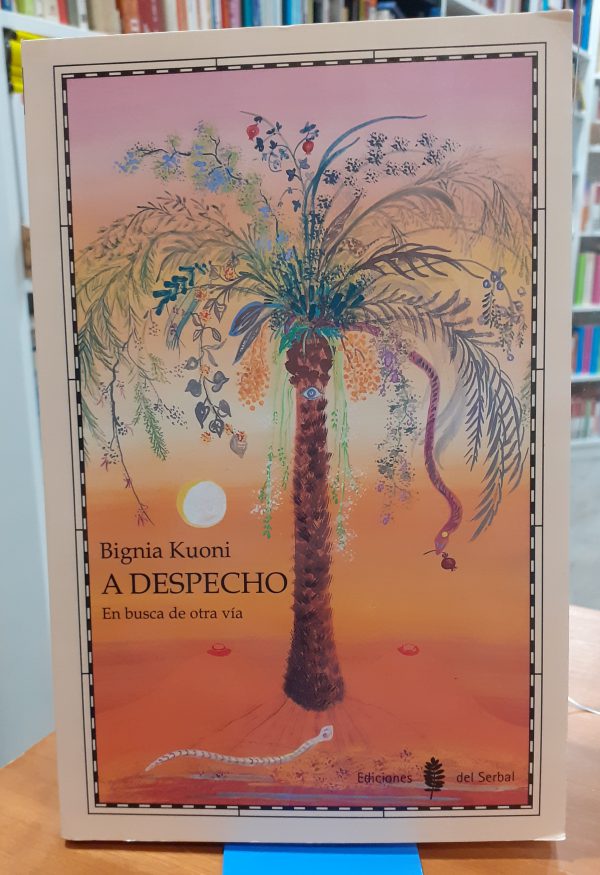 Bignia Kuoni
A DESPECHO
En busca de otra vía
Ediciones del Serbal